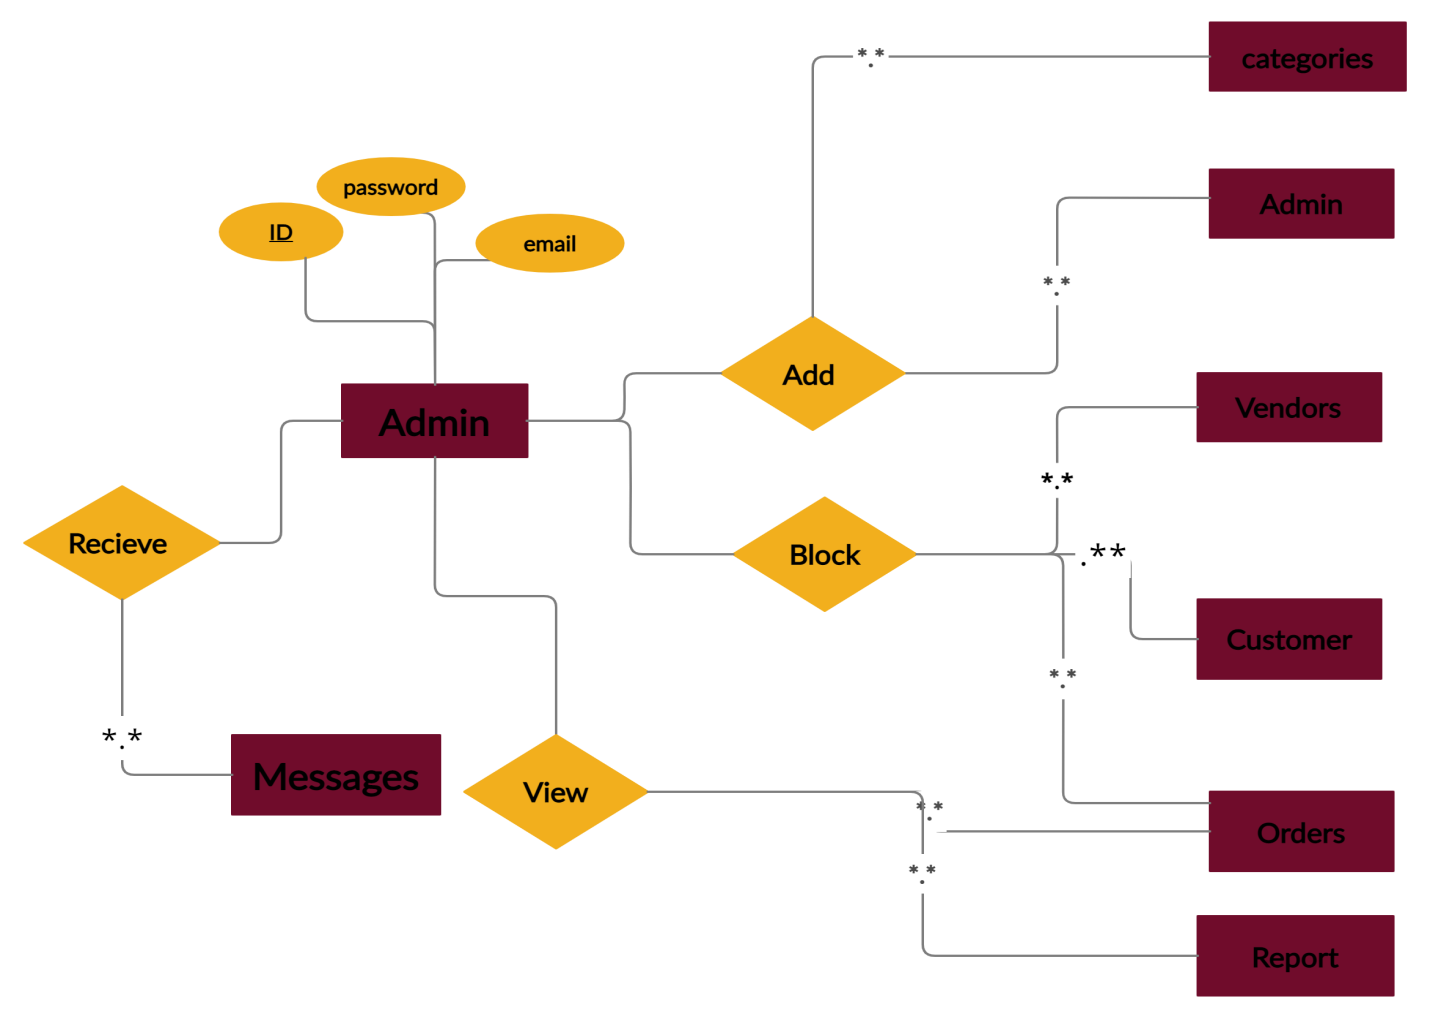 *.*
categories
password
Admin
ID
email
*.*
Add
Vendors
Admin
*.*
Recieve
Block
.**
Customer
*.*
*.*
Messages
View
*.*
Orders
*.*
Report